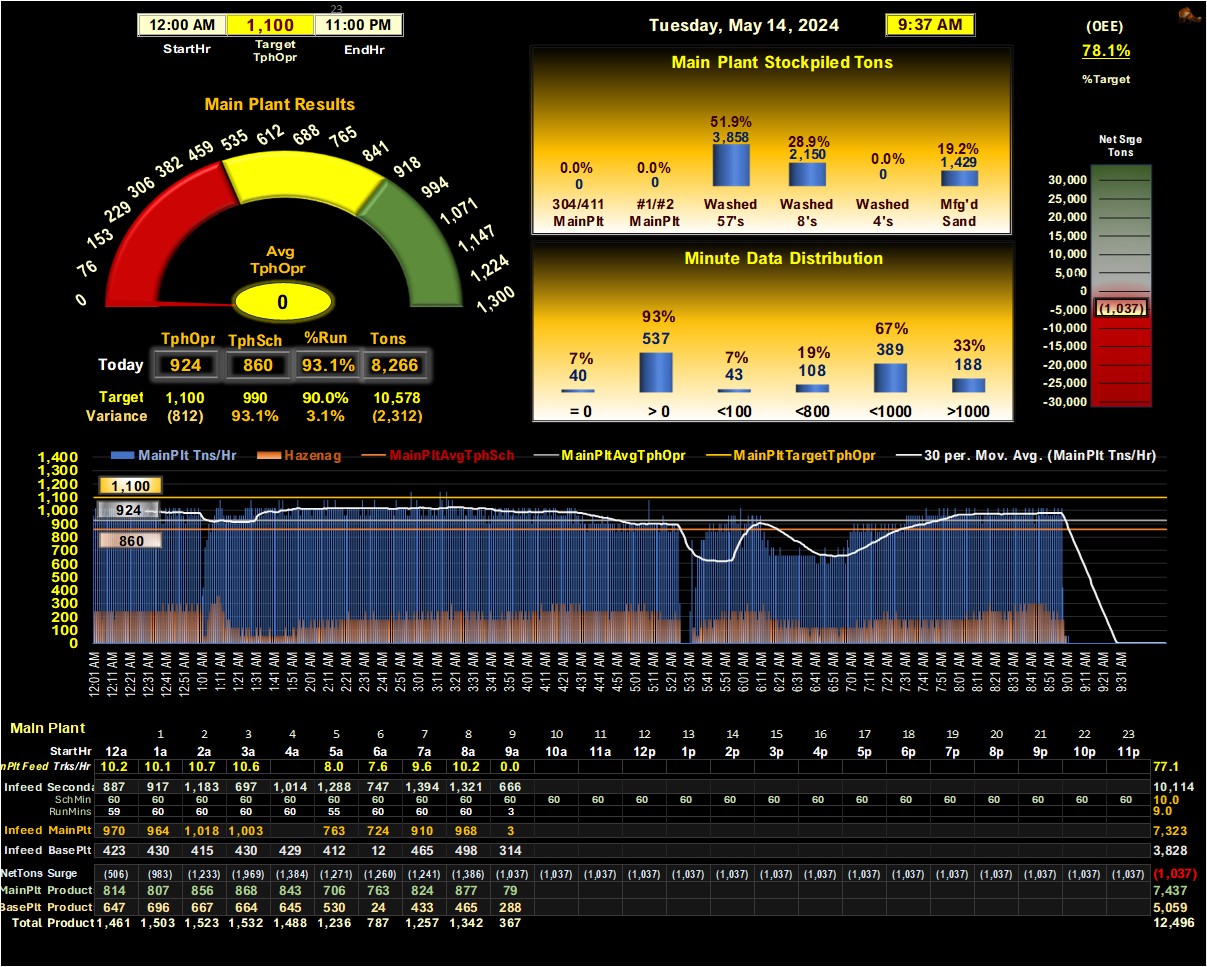 23
12:00 AM 1,100 11:00 PM
StartHr Target TphOpr EndHr
Tuesday, May 14, 2024 9:37 AM
(OEE)
78.1%
%Target
Main Plant Results
0 76 153 229 306 382 459 535 612 688 765 841 918 994 1,071 1,147 1,224 1,300
Avg
TphOpr
0
TphOpr TphSch %Run Tons
Today 924 860 93.1% 8,266
Target 1,100 990 90.0% 10,578
Variance (812) 93.1% 3.1% (2,312)
Main Plant Stockpiled Tons
0.0% 0.0% 51.9% 28.9% 0.0% 19.2%
0 0 3,858 2,150 0 1,429
304/411 #1/#2 Washed Washed Washed Mfg'd
MainPlt MainPlt 57's 8's 4's Sand
Minute Data Distribution
7% 93% 7% 19% 67% 33%
40 537 43 108 389 188
= 0 > 0 <100 <800 <1000 >1000
Net Srge
Tons
30,000
25,000
20,000
15,000
10,000
5,000
0
-5,000
(1,037)
-10,000
-15,000
-20,000
-25,000
-30,000
MainPlt Tns/Hr Hazenag MainPltAvgTphSch MainPltAvgTphOpr MainPltTargetTphOpr 30 per. Mov. Avg. (MainPlt Tns/Hr)
1,400
1,300
1,200
1,100
1,000
900
800
700
600
500
400
300
200
100
0
1,100
924
860
12:01 AM 12:11 AM 12:21 AM 12:31 AM 12:41 AM 12:51 AM 1:01 AM 1:11 AM 1:21 AM 1:31 AM 1:41 AM 1:51 AM 2:01 AM 2:11 AM 2:21 AM 2:31 AM 2:41 AM 2:51 AM 3:01 AM 3:11 AM 3:21 AM 3:31 AM 3:41 AM 3:51 AM 4:01 AM 4:11 AM 4:21 AM 4:31 AM 4:41 AM 4:51 AM 5:01 AM 5:11 AM 5:21 AM 5:31 AM 5:41 AM 5:51 AM 6:01 AM 6:11 AM 6:21 AM 6:31 AM 6:41 AM 6:51 AM 7:01 AM 7:11 AM 7:21 AM 7:31 AM 7:41 AM 7:51 AM 8:01 AM 8:11 AM 8:21 AM 8:31 AM 8:41 AM 8:51 AM 9:01 AM 9:11 AM 9:21 AM 9:31 AM
Main Plant
1 2 3 4 5 6 7 8 9 10 11 12 13 14 15 16 17 18 19 20 21 22 23
StartHr 12a 1a 2a 3a 4a 5a 6a 7a 8a 9a 10a 11a 12p 1p 2p 3p 4p 5p 6p 7p 8p 9p 10p 11p
nPlt Feed Trks/Hr 10.2 10.1 10.7 10.6 8.0 7.6 9.6 10.2 0.0 77.1
Infeed Seconda 887 917 1,183 697 1,014 1,288 747 1,394 1,321 666 10,114
SchMin 60 60 60 60 60 60 60 60 60 60 60 60 60 60 60 60 60 60 60 60 60 60 60 60 10.0
RunMins 59 60 60 60 55 60 60 60 3 9.0
Infeed MainPlt 970 964 1,018 1,003 763 724 910 968 3 7,323
Infeed BasePlt 423 430 415 430 429 412 12 465 498 314 3,828
NetTons Surge (506) (983) (1,233) (1,969) (1,384) (1,271) (1,260) (1,241) (1,386) (1,037) (1,037) (1,037) (1,037) (1,037) (1,037) (1,037) (1,037) (1,037) (1,037) (1,037) (1,037) (1,037) (1,037) (1,037) (1,037)
MainPlt Product 814 807 856 868 843 706 763 824 877 79 7,437
BasePlt Product 647 696 667 664 645 530 24 433 465 288 5,059
Total Product 1,461 1,503 1,523 1,532 1,488 1,236 787 1,257 1,342 367 12,496